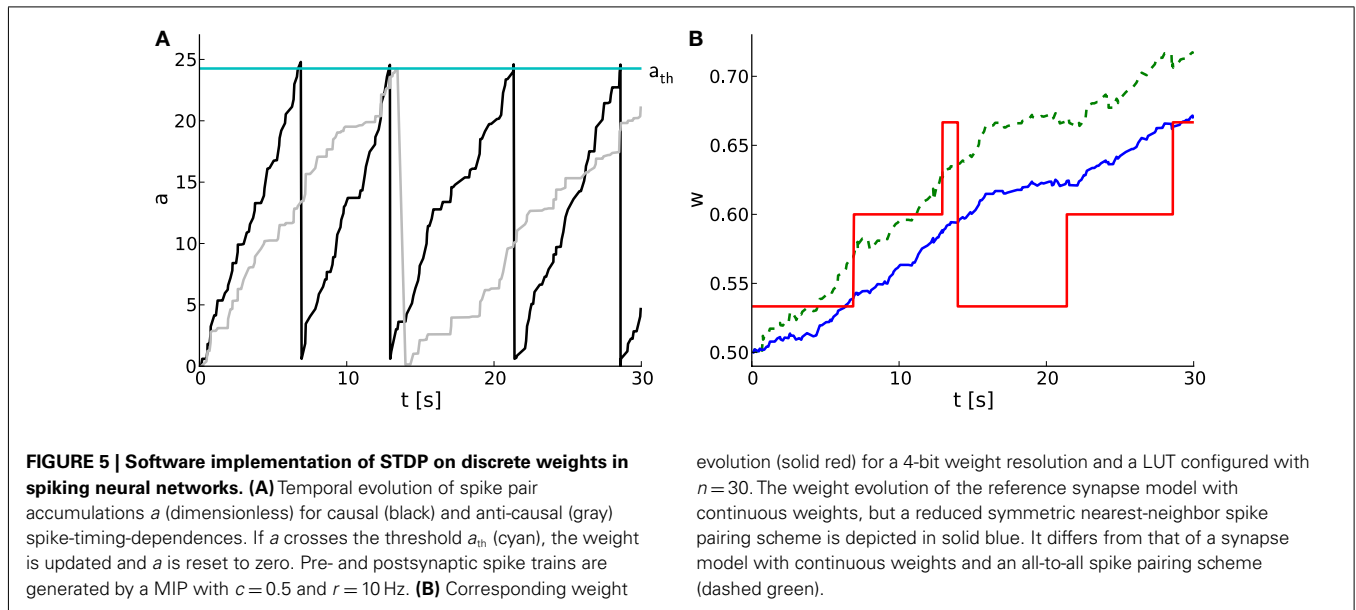 A
25
20
15
10
5
0
a
0 10 20 30
t [s]
a_th
B
0.70
0.65
0.60
0.55
0.50
w
0 10 20 30
t [s]
FIGURE 5 | Software implementation of STDP on discrete weights in
spiking neural networks. (A) Temporal evolution of spike pair
accumulations a (dimensionless) for causal (black) and anti-causal (gray)
spike-timing-dependences. If a crosses the threshold a_th (cyan), the weight
is updated and a is reset to zero. Pre- and postsynaptic spike trains are
generated by a MIP with c = 0.5 and r = 10 Hz. (B) Corresponding weight
evolution (solid red) for a 4-bit weight resolution and a LUT configured with
n = 30. The weight evolution of the reference synapse model with
continuous weights, but a reduced symmetric nearest-neighbor spike
pairing scheme is depicted in solid blue. It differs from that of a synapse
model with continuous weights and an all-to-all spike pairing scheme
(dashed green).